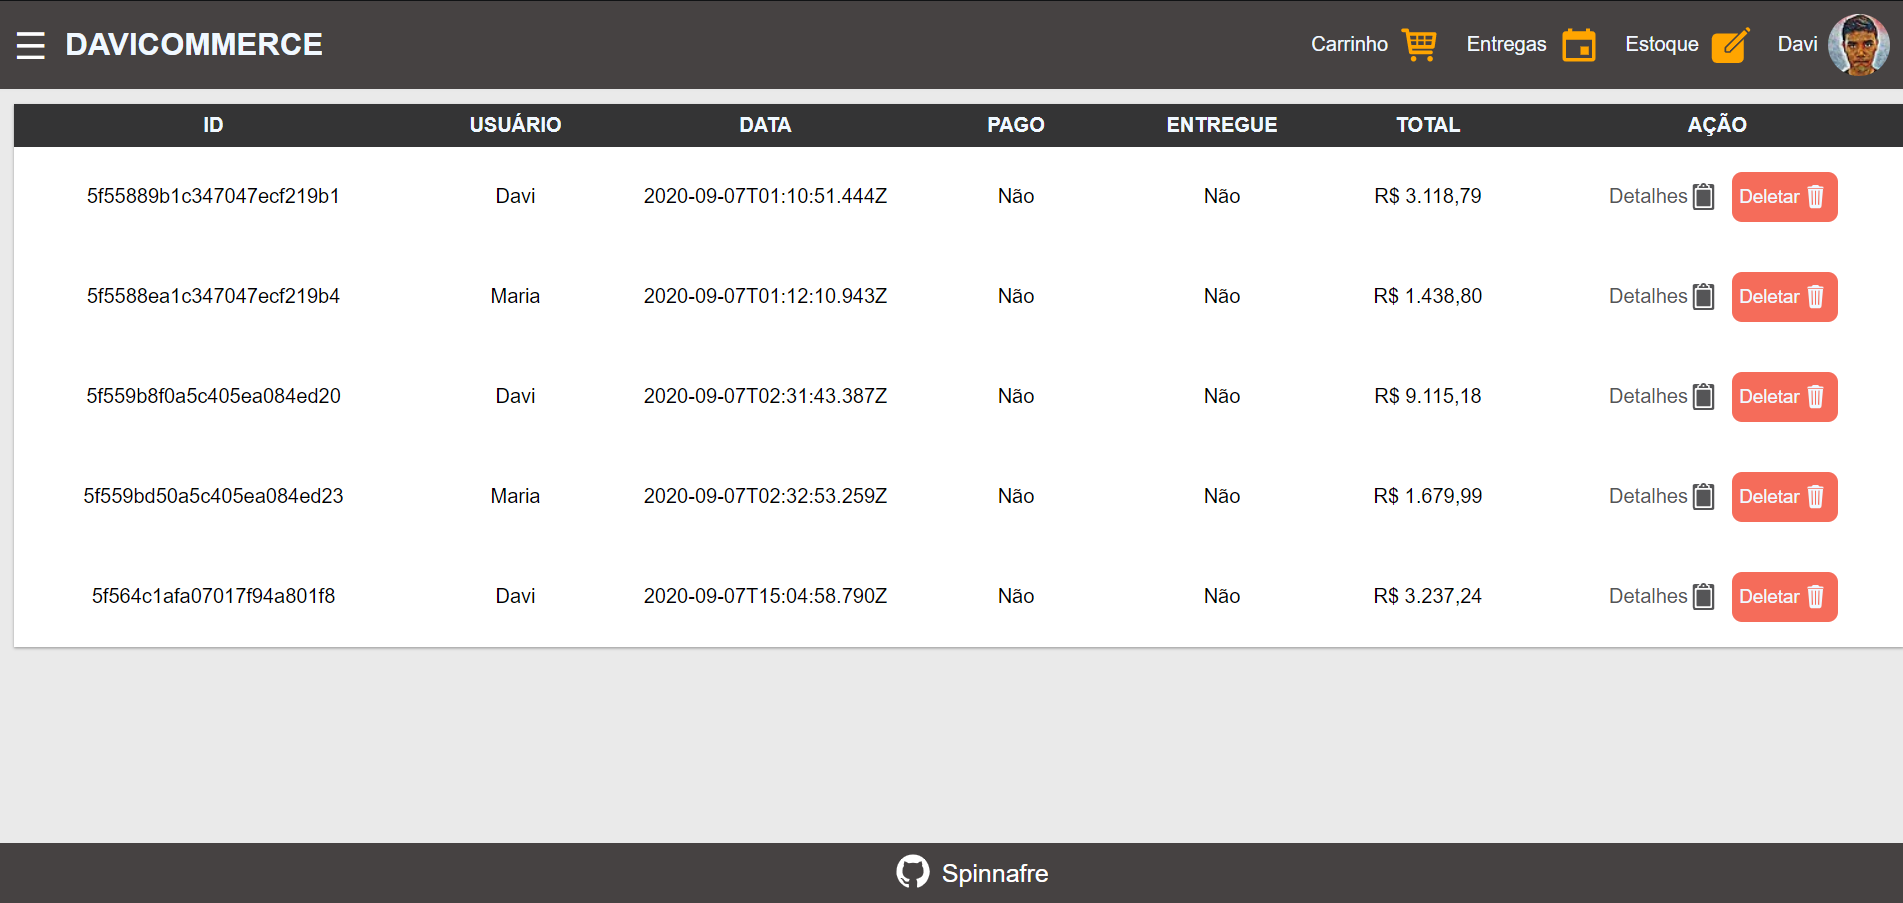 DAVICOMMERCE Carrinho Entregas Estoque Davi
ID USUÁRIO DATA PAGO ENTREGUE TOTAL AÇÃO
5f55889b1c347047ecf219b1 Davi 2020-09-07T01:10:51.444Z Não Não R$ 3.118,79 Detalhes Deletar
5f5588ea1c347047ecf219b4 Maria 2020-09-07T01:12:10.943Z Não Não R$ 1.438,80 Detalhes Deletar
5f559b8f0a5c405ea084ed20 Davi 2020-09-07T02:31:43.387Z Não Não R$ 9.115,18 Detalhes Deletar
5f559bd50a5c405ea084ed23 Maria 2020-09-07T02:32:53.259Z Não Não R$ 1.679,99 Detalhes Deletar
5f564c1afa07017f94a801f8 Davi 2020-09-07T15:04:58.790Z Não Não R$ 3.237,24 Detalhes Deletar
Spinnafre